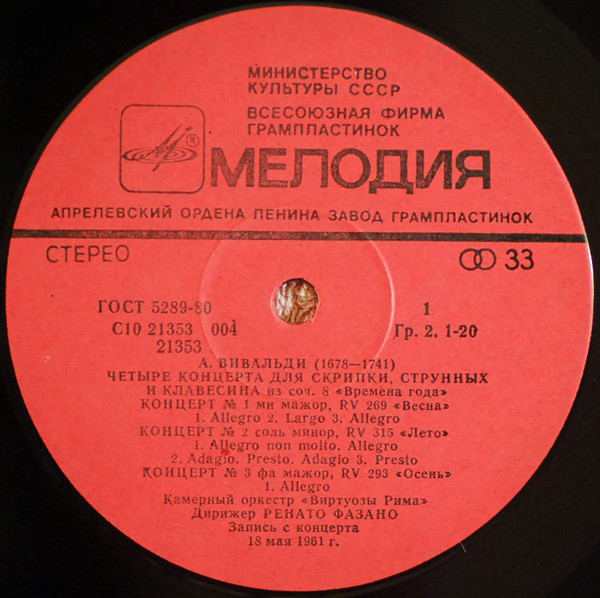 МИНИСТЕРСТВО
КУЛЬТУРЫ СССР
ВСЕСОЮЗНАЯ ФИРМА
ГРАМПЛАСТИНОК
®
МЕЛОДИЯ
АПРЕЛЕВСКИЙ ОРДЕНА ЛЕНИНА ЗАВОД ГРАМПЛАСТИНОК
СТЕРЕО
33
ГОСТ 5289-80
1
С10 21353 004
Гр. 2. 1-20
21353
А. ВИВАЛЬДИ (1678—1741)
ЧЕТЫРЕ КОНЦЕРТА ДЛЯ СКРИПКИ, СТРУННЫХ
И КЛАВЕСИНА из соч. 8 «Времена года»
КОНЦЕРТ № 1 ми мажор, RV 269 «Весна»
1. Allegro 2. Largo 3. Allegro
КОНЦЕРТ № 2 соль минор, RV 315 «Лето»
1. Allegro non molto. Allegro
2. Adagio. Presto. Adagio 3. Presto
КОНЦЕРТ № 3 фа мажор, RV 293 «Осень»
1. Allegro
Камерный оркестр «Виртуозы Рима»
Дирижер РЕНАТО ФАЗАНО
Запись с концерта
18 мая 1961 г.